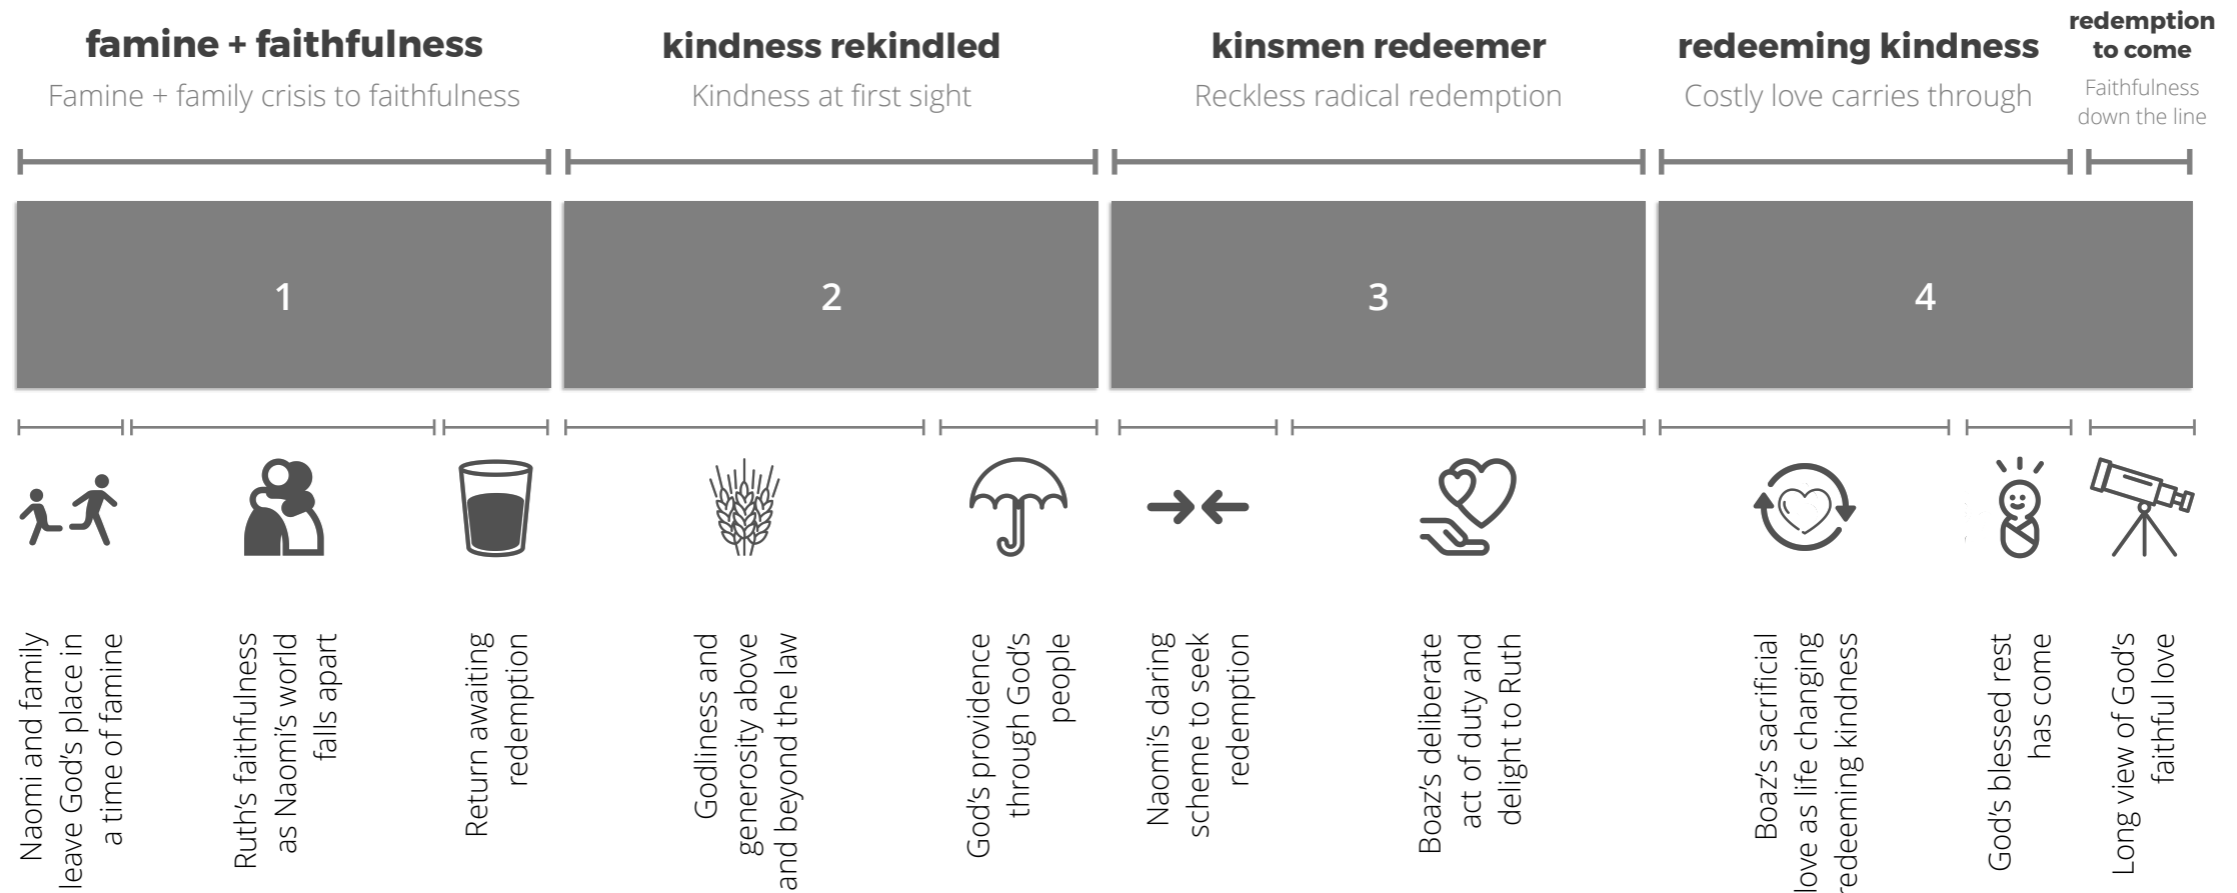 famine + faithfulness
Famine + family crisis to faithfulness
kindness rekindled
Kindness at first sight
kinsmen redeemer
Reckless radical redemption
redeeming kindness
Costly love carries through
redemption
to come
Faithfulness
down the line
1
2
3
4
Naomi and family
leave God's place in
a time of famine
Ruth's faithfulness
as Naomi's world
falls apart
Return awaiting
redemption
Godliness and
generosity above
and beyond the law
God's providence
through God's
people
Naomi's daring
scheme to seek
redemption
Boaz's deliberate
act of duty and
delight to Ruth
Boaz's sacrificial
love as life changing
redeeming kindness
God's blessed rest
has come
Long view of God's
faithful love